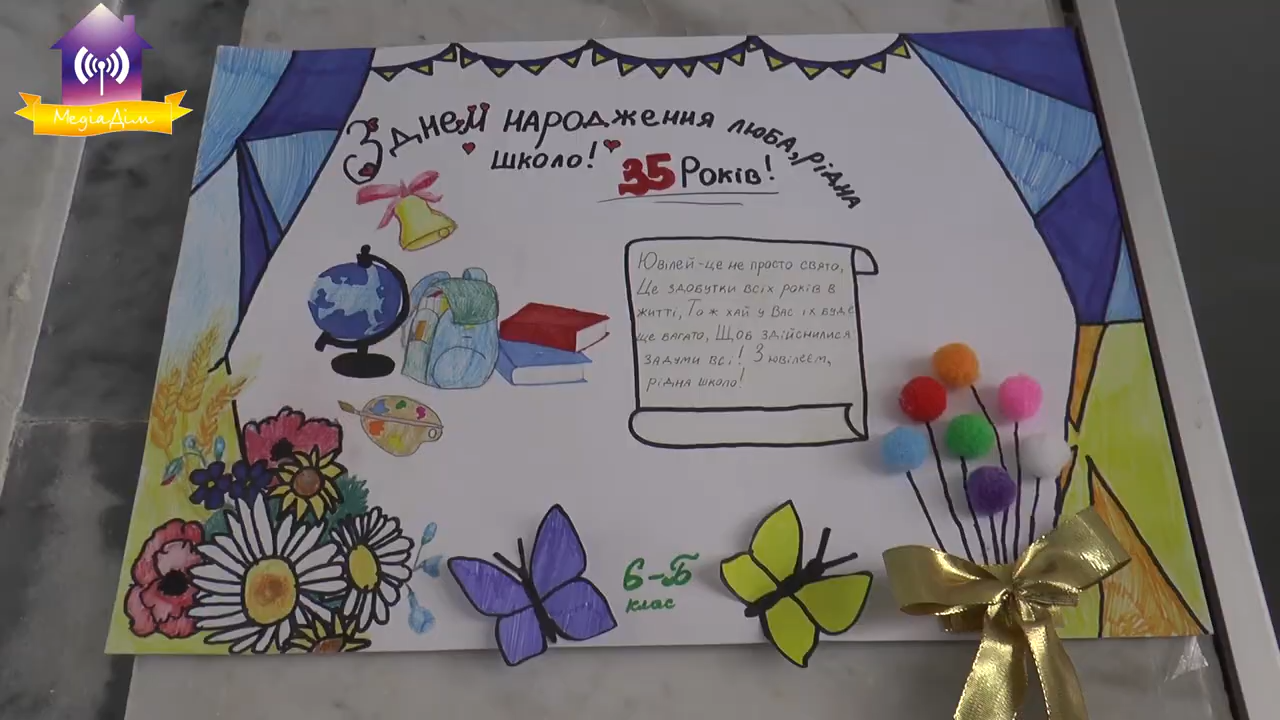 МедіаДім
З днем народження люба, рідна
школо! 35 Років!
Ювілей-це не просто свято,
Це здобутки всіх років в
житті, То ж хай у Вас їх буде
ще багато, Щоб здійснилися
задуми всі! З ювілеєм,
рідна школо!
6-Б
клас